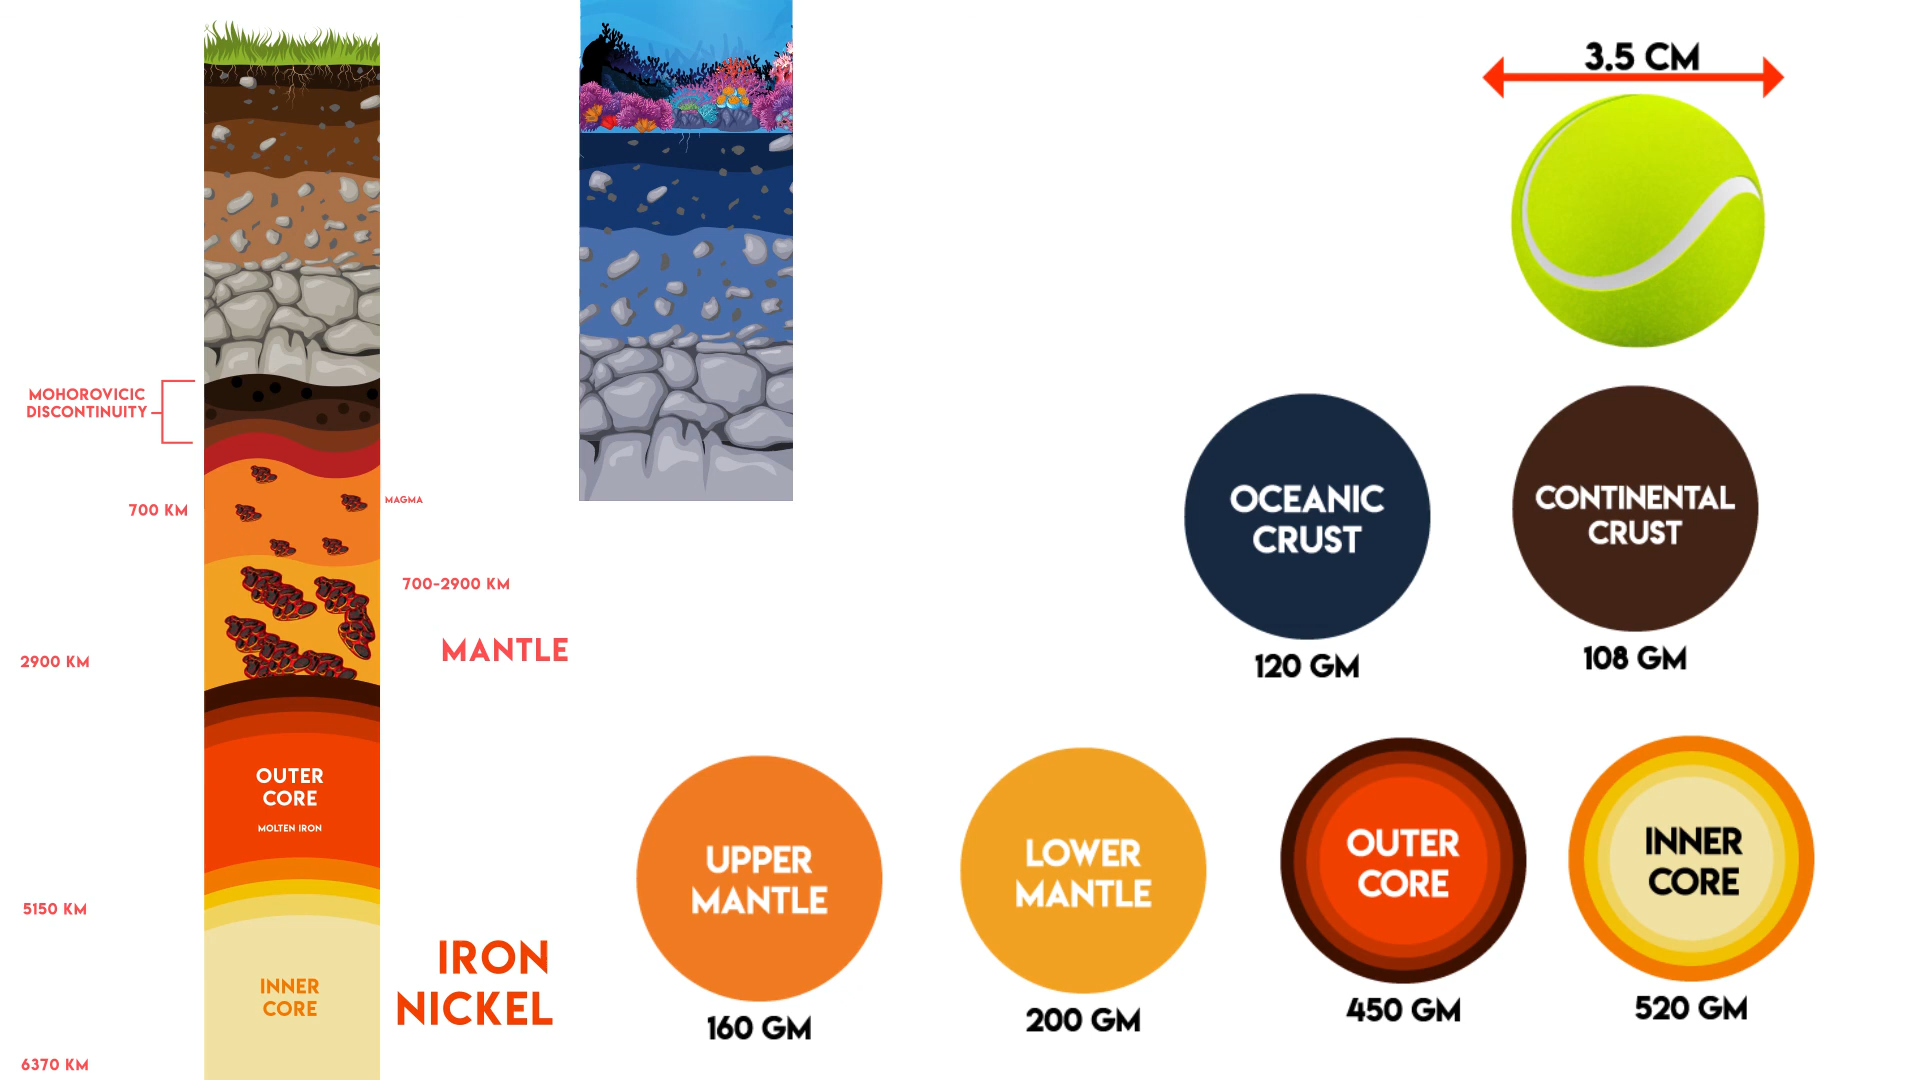 3.5 CM
MOHOROVICIC
DISCONTINUITY
700 KM
MAGMA
700-2900 KM
MANTLE
2900 KM
OUTER
CORE
MOLTEN IRON
5150 KM
INNER
CORE
IRON
NICKEL
6370 KM
OCEANIC
CRUST
120 GM
CONTINENTAL
CRUST
108 GM
UPPER
MANTLE
160 GM
LOWER
MANTLE
200 GM
OUTER
CORE
450 GM
INNER
CORE
520 GM